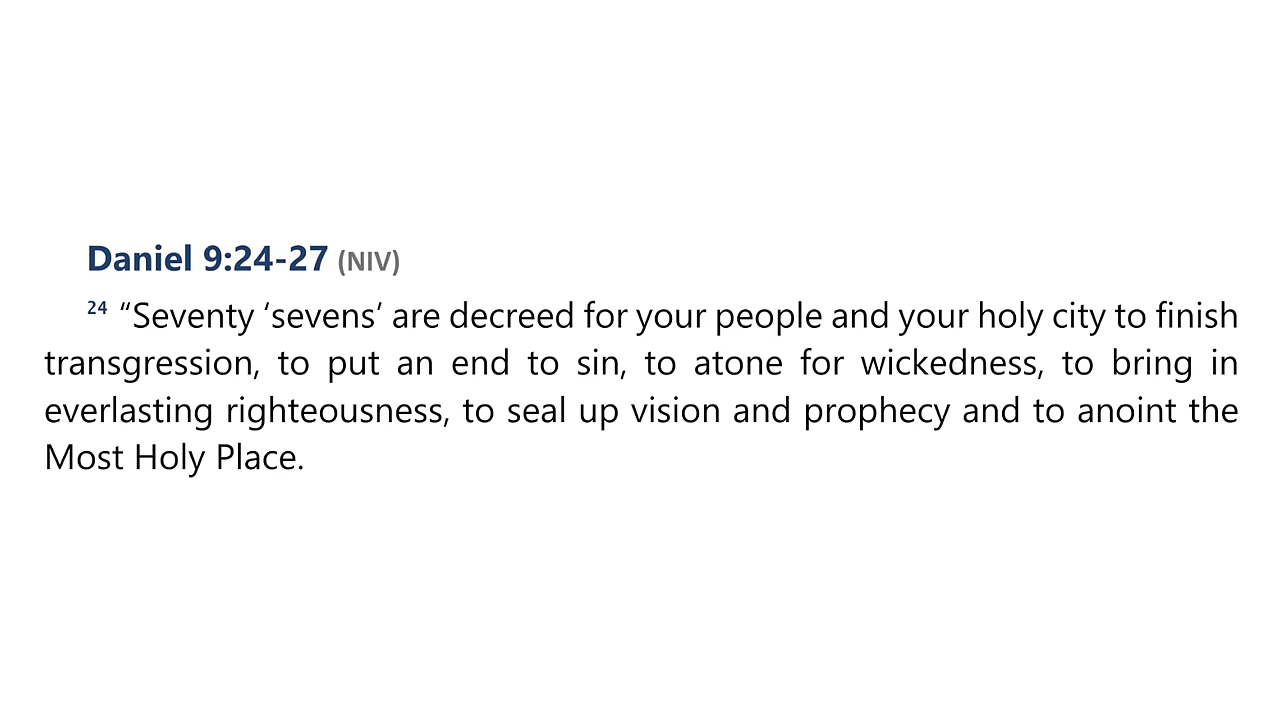 Daniel 9:24-27 (NIV)
24 “Seventy ‘sevens’ are decreed for your people and your holy city to finish
transgression, to put an end to sin, to atone for wickedness, to bring in
everlasting righteousness, to seal up vision and prophecy and to anoint the
Most Holy Place.